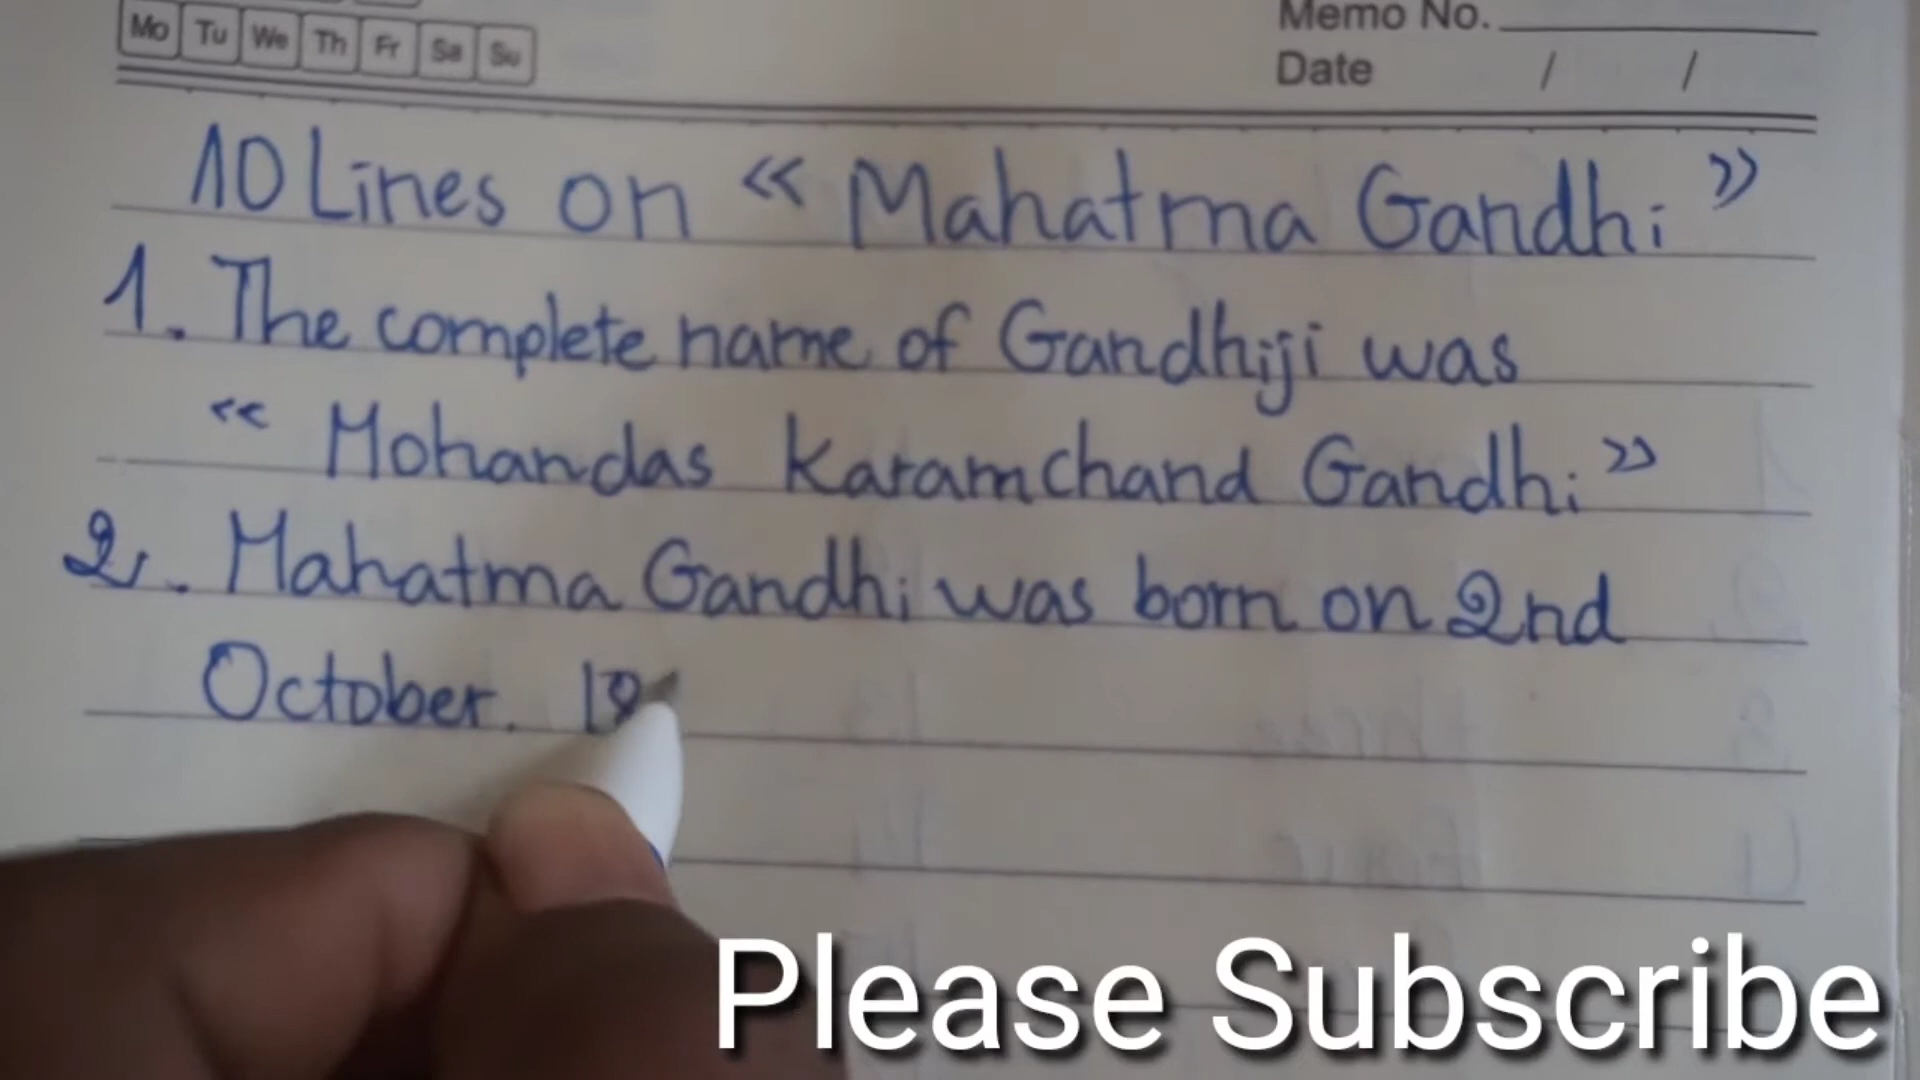 Mo Tu We Th Fr Sa Su
Memo No.
Date / /
10 Lines on “ Mahatma Gandhi ”
1. The complete name of Gandhiji was
“ Mohandas Karamchand Gandhi ”
2. Mahatma Gandhi was born on 2nd
October. 18
Please Subscribe